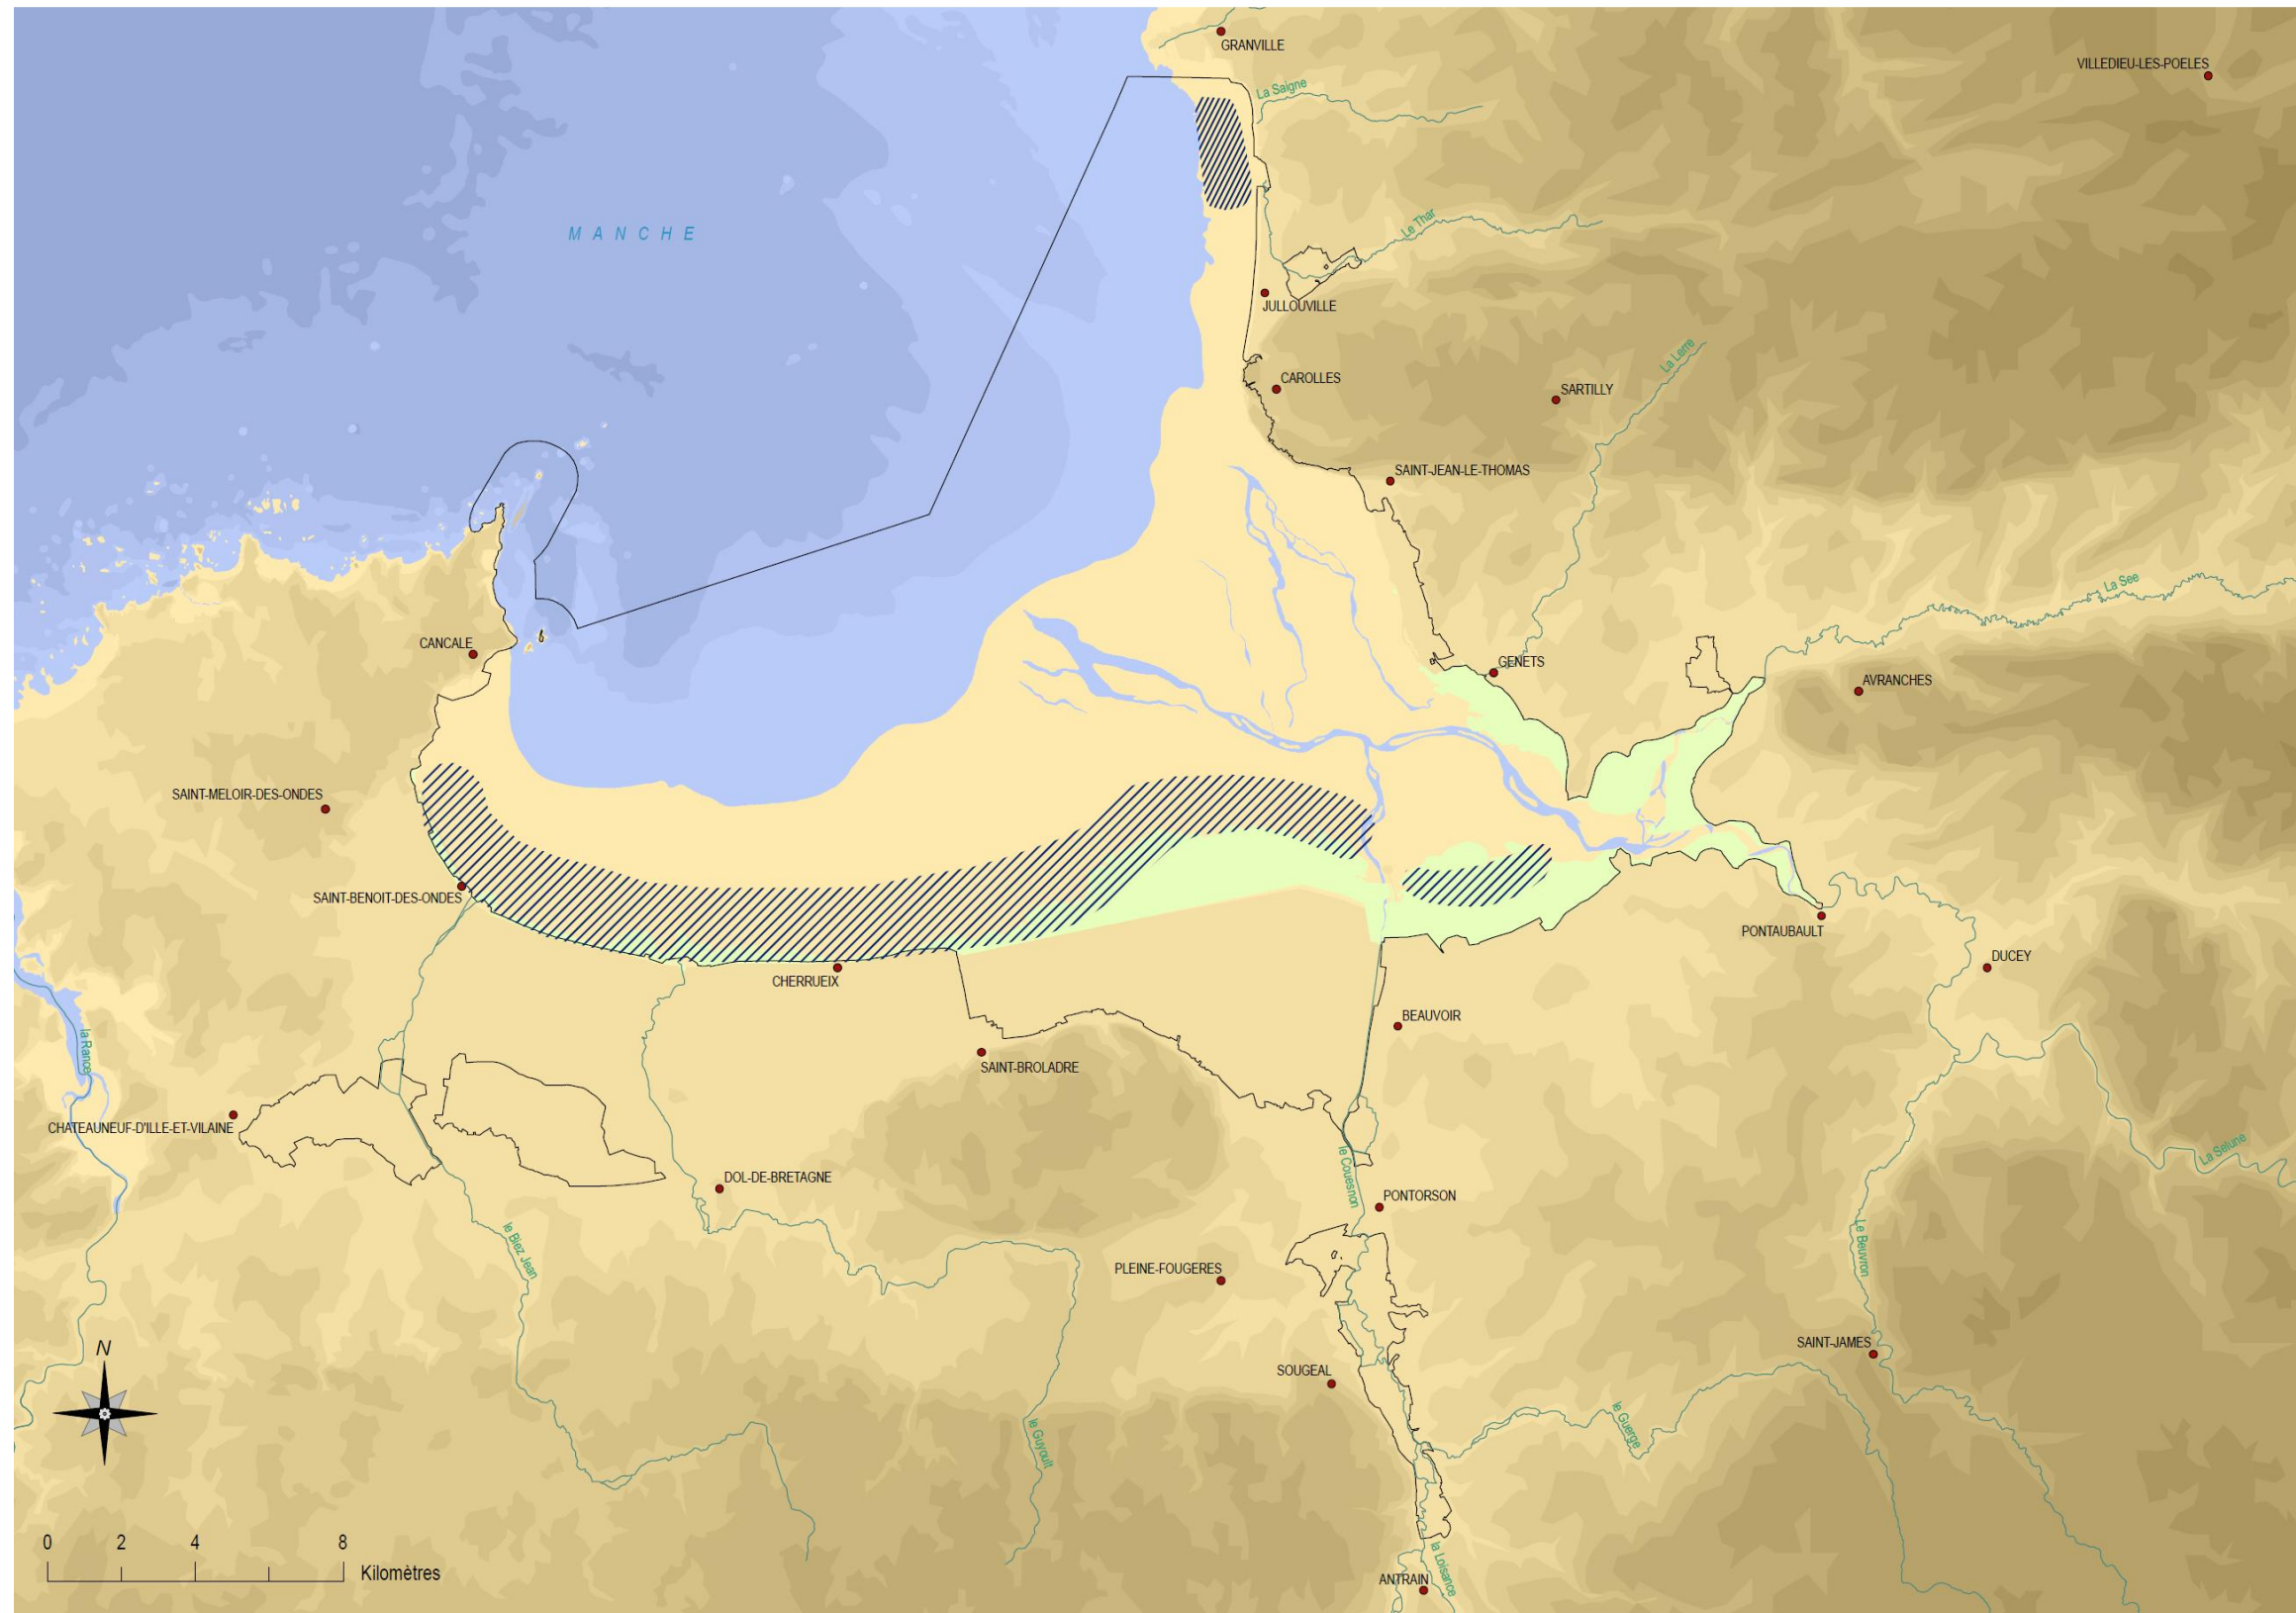 GRANVILLE
VILLEDIEU-LES-POELES
La Saigne
MANCHE
Le Thar
JULLOUVILLE
La Lerre
CAROLLES
SARTILLY
SAINT-JEAN-LE-THOMAS
La See
CANCALE
GENETS
AVRANCHES
SAINT-MELOIR-DES-ONDES
SAINT-BENOIT-DES-ONDES
PONTAUBAULT
CHERRUEIX
DUCEY
BEAUVOIR
la Rance
SAINT-BROLADRE
CHATEAUNEUF-D'ILLE-ET-VILAINE
le Couesnon
La Selune
DOL-DE-BRETAGNE
PONTORSON
le Biez Jean
Le Beuvron
PLEINE-FOUGERES
N
SAINT-JAMES
SOUGEAL
le Guerge
le Guyoult
0 2 4 8
Kilomètres
la Loisance
ANTRAIN